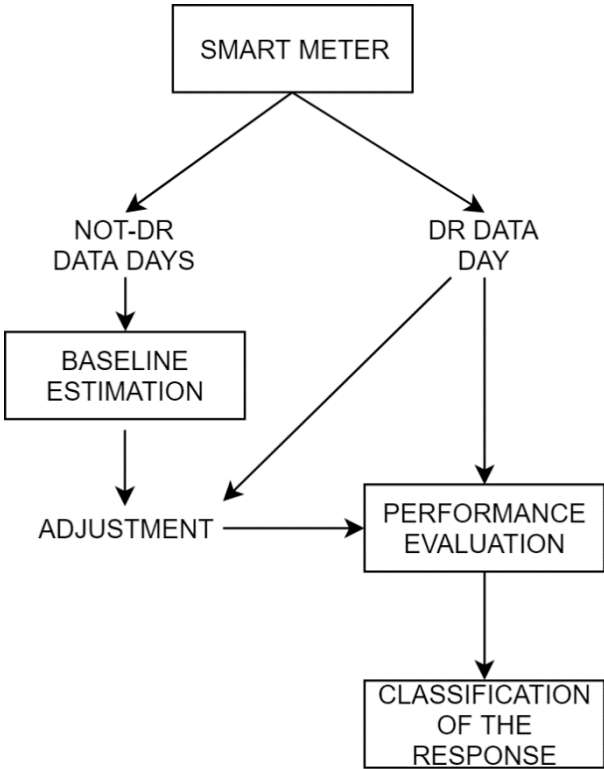 SMART METER
NOT-DR
DATA DAYS
DR DATA
DAY
BASELINE
ESTIMATION
ADJUSTMENT
PERFORMANCE
EVALUATION
CLASSIFICATION
OF THE
RESPONSE